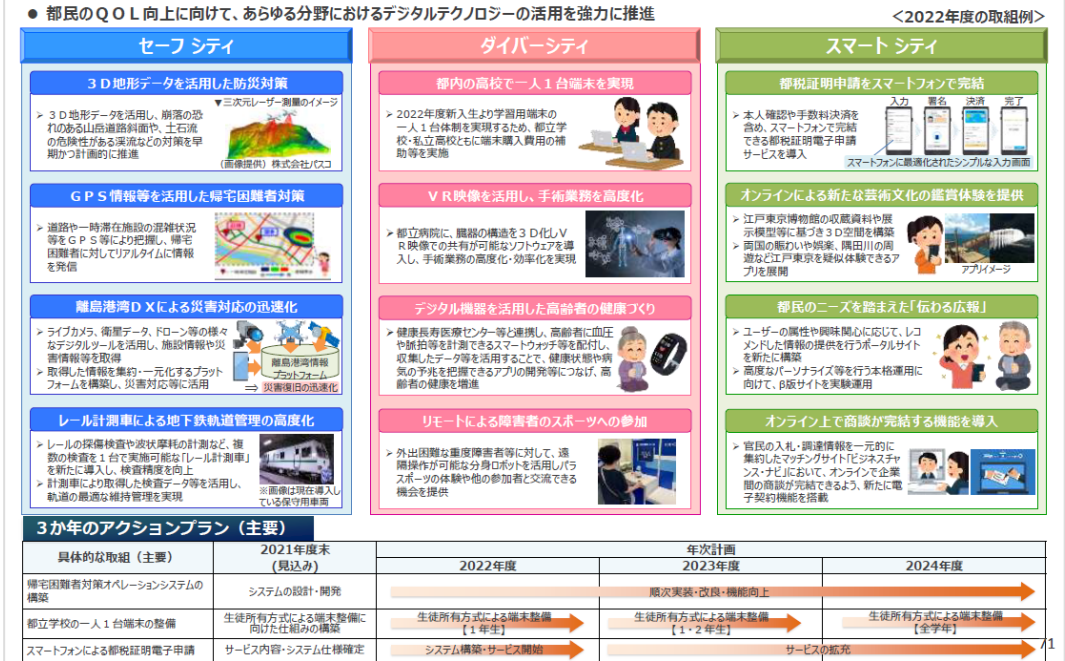 ● 都民のＱＯＬ向上に向けて、あらゆる分野におけるデジタルテクノロジーの活用を強力に推進
＜2022年度の取組例＞
セーフ シティ
３Ｄ地形データを活用した防災対策
➢ ３Ｄ地形データを活用し、崩落の恐
れのある山岳道路斜面や、土石流
の危険性がある渓流などの対策を早
期かつ計画的に推進
▼三次元レーザー測量のイメージ
（画像提供）株式会社パスコ
ＧＰＳ情報等を活用した帰宅困難者対策
➢ 道路や一時滞在施設の混雑状況
等をＧＰＳ等により把握し、帰宅
困難者に対してリアルタイムに情報
を発信
離島港湾ＤＸによる災害対応の迅速化
➢ ライブカメラ、衛星データ、ドローン等の様々
なデジタルツールを活用し、施設情報や災
害情報等を取得
➢ 取得した情報を集約・一元化するプラット
フォームを構築し、災害対応等に活用
離島港湾情報
プラットフォーム
⇒ 災害復旧の迅速化
レール計測車による地下鉄軌道管理の高度化
➢ レールの探傷検査や波状摩耗の計測など、複
数の検査を１台で実施可能な「レール計測車」
を新たに導入し、検査精度を向上
➢ 計測車により取得した検査データ等を活用し、
軌道の最適な維持管理を実現
※画像は現在導入し
ている保守用車両
ダイバーシティ
都内の高校で一人１台端末を実現
➢ 2022年度新入生より学習用端末の
一人１台体制を実現するため、都立学
校・私立高校ともに端末購入費用の補
助等を実施
ＶＲ映像を活用し、手術業務を高度化
➢ 都立病院に、臓器の構造を３Ｄ化しＶ
Ｒ映像での共有が可能なソフトウェアを導
入し、手術業務の高度化・効率化を実現
デジタル機器を活用した高齢者の健康づくり
➢ 健康長寿医療センター等と連携し、高齢者に血圧
や脈拍等を計測できるスマートウォッチ等を配付し、
収集したデータ等を活用することで、健康状態や病
気の予兆を把握できるアプリの開発等につなげ、高
齢者の健康を増進
リモートによる障害者のスポーツへの参加
➢ 外出困難な重度障害者等に対して、遠
隔操作が可能な分身ロボットを活用しパラ
スポーツの体験や他の参加者と交流できる
機会を提供
スマート シティ
都税証明申請をスマートフォンで完結
➢ 本人確認や手数料決済を
含め、スマートフォンで完結
できる都税証明電子申請
サービスを導入
入力 署名 決済 完了
スマートフォンに最適化されたシンプルな入力画面
オンラインによる新たな芸術文化の鑑賞体験を提供
➢ 江戸東京博物館の収蔵資料や展
示模型等に基づき３Ｄ空間を構築
➢ 両国の賑わいや娯楽、隅田川の周
遊など江戸東京を疑似体験できるア
プリを展開
アプリイメージ
都民のニーズを踏まえた「伝わる広報」
➢ ユーザーの属性や興味関心に応じて、レコ
メンドした情報の提供を行うポータルサイト
を新たに構築
➢ 高度なパーソナライズ等を行う本格運用に
向けて、β版サイトを実験運用
オンライン上で商談が完結する機能を導入
➢ 官民の入札・調達情報を一元的に
集約したマッチングサイト「ビジネスチャ
ンス・ナビ」において、オンラインで企業
間の商談が完結できるよう、新たに電
子契約機能を搭載
３か年のアクションプラン（主要）
具体的な取組（主要） 2021年度末 年次計画
(見込み) 2022年度 2023年度 2024年度
帰宅困難者対策オペレーションシステムの
構築 システムの設計・開発 順次実装・改良・機能向上
都立学校の一人１台端末の整備 生徒所有方式による端末整備に
向けた仕組みの構築
生徒所有方式による端末整備 生徒所有方式による端末整備 生徒所有方式による端末整備
【１年生】 【１・２年生】 【全学年】
スマートフォンによる都税証明電子申請 サービス内容・システム仕様確定 システム構築・サービス開始 サービスの拡充